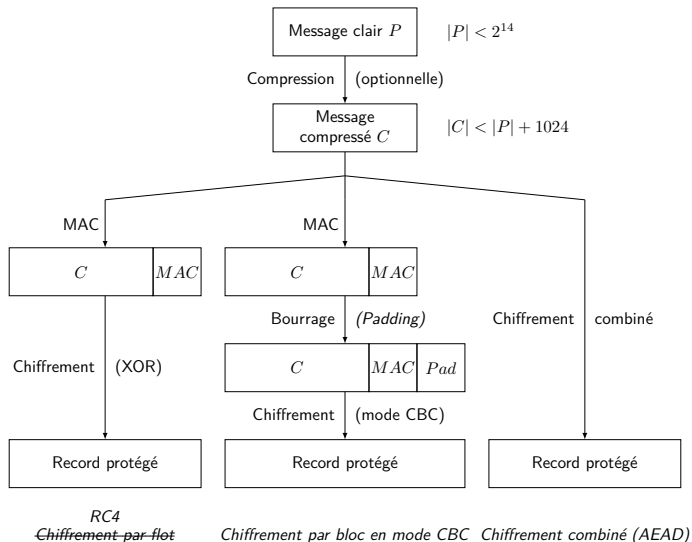 Message clair P |P| < 2^14
Compression (optionnelle)
Message
compressé C |C| < |P| + 1024
MAC MAC
C MAC C MAC
Bourrage (Padding)
Chiffrement combiné
Chiffrement (XOR) C MAC Pad
Chiffrement (mode CBC)
Record protégé Record protégé Record protégé
RC4
Chiffrement par flot Chiffrement par bloc en mode CBC Chiffrement combiné (AEAD)